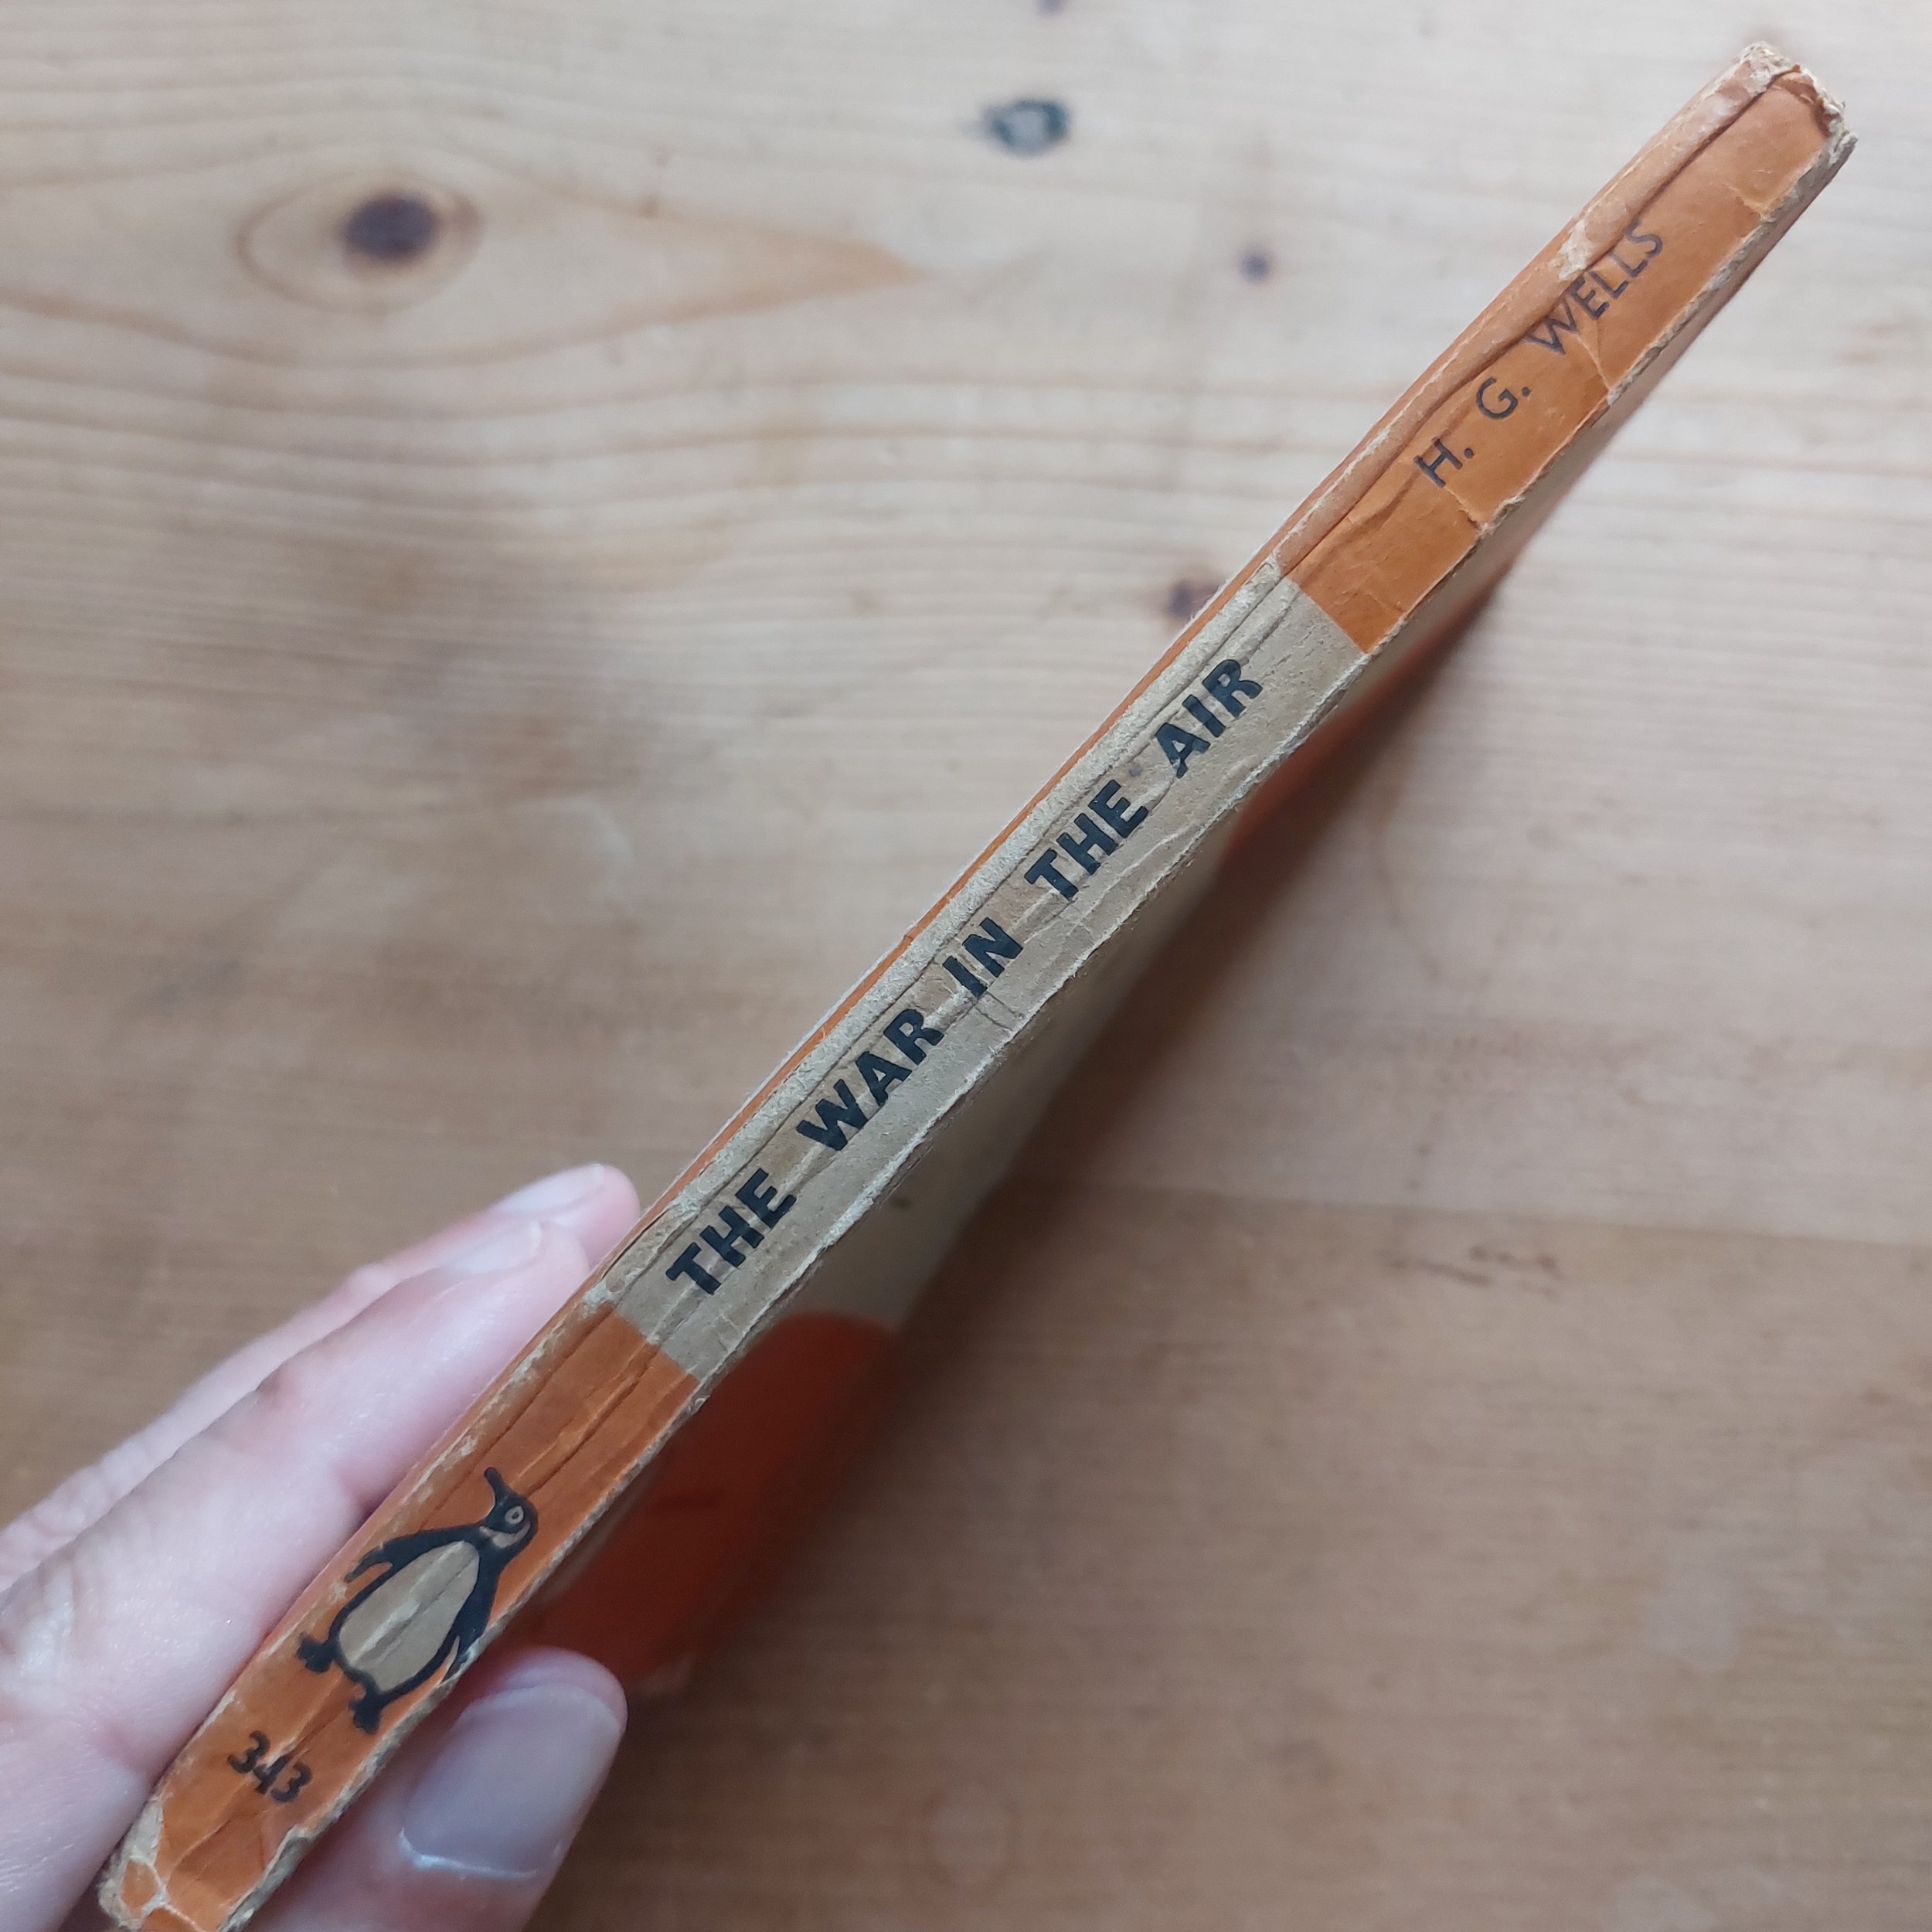 H. G. WELLS
THE WAR IN THE AIR
343